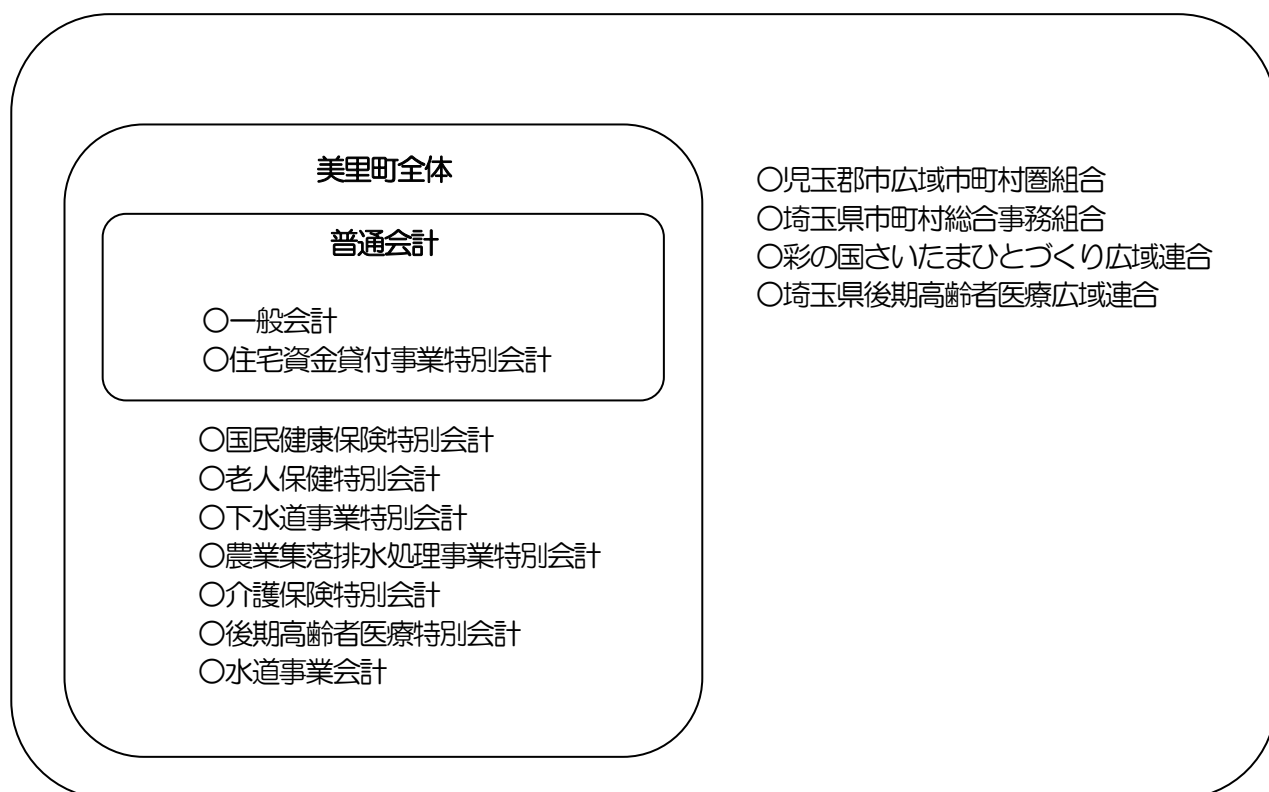 美里町全体
普通会計
○一般会計
○住宅資金貸付事業特別会計
○国民健康保険特別会計
○老人保健特別会計
○下水道事業特別会計
○農業集落排水処理事業特別会計
○介護保険特別会計
○後期高齢者医療特別会計
○水道事業会計
○児玉郡市広域市町村圏組合
○埼玉県市町村総合事務組合
○彩の国さいたまひとづくり広域連合
○埼玉県後期高齢者医療広域連合